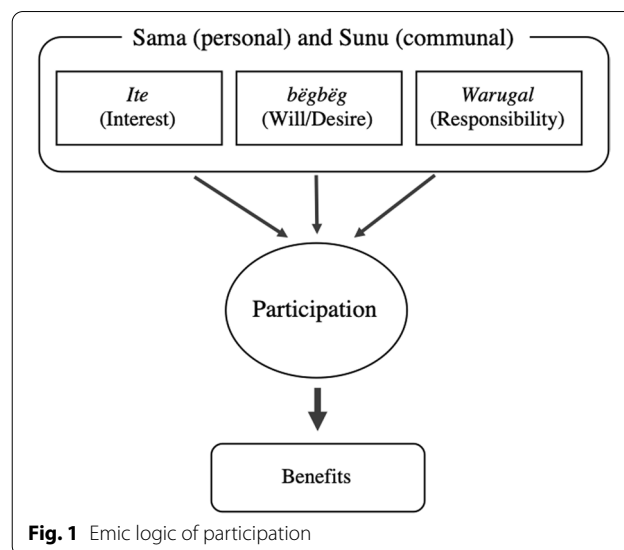 Sama (personal) and Sunu (communal)
Ite
(Interest)
bëgbëg
(Will/Desire)
Warugal
(Responsibility)
Participation
Benefits
Fig. 1 Emic logic of participation